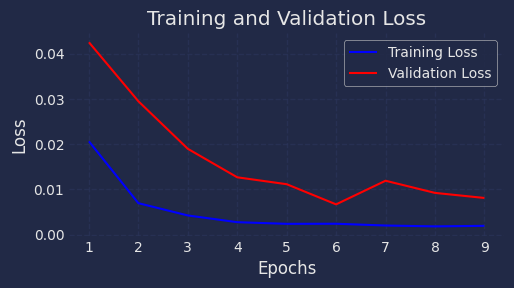 Training and Validation Loss
Training Loss
Validation Loss
0.04
0.03
0.02
0.01
0.00
Loss
1 2 3 4 5 6 7 8 9
Epochs